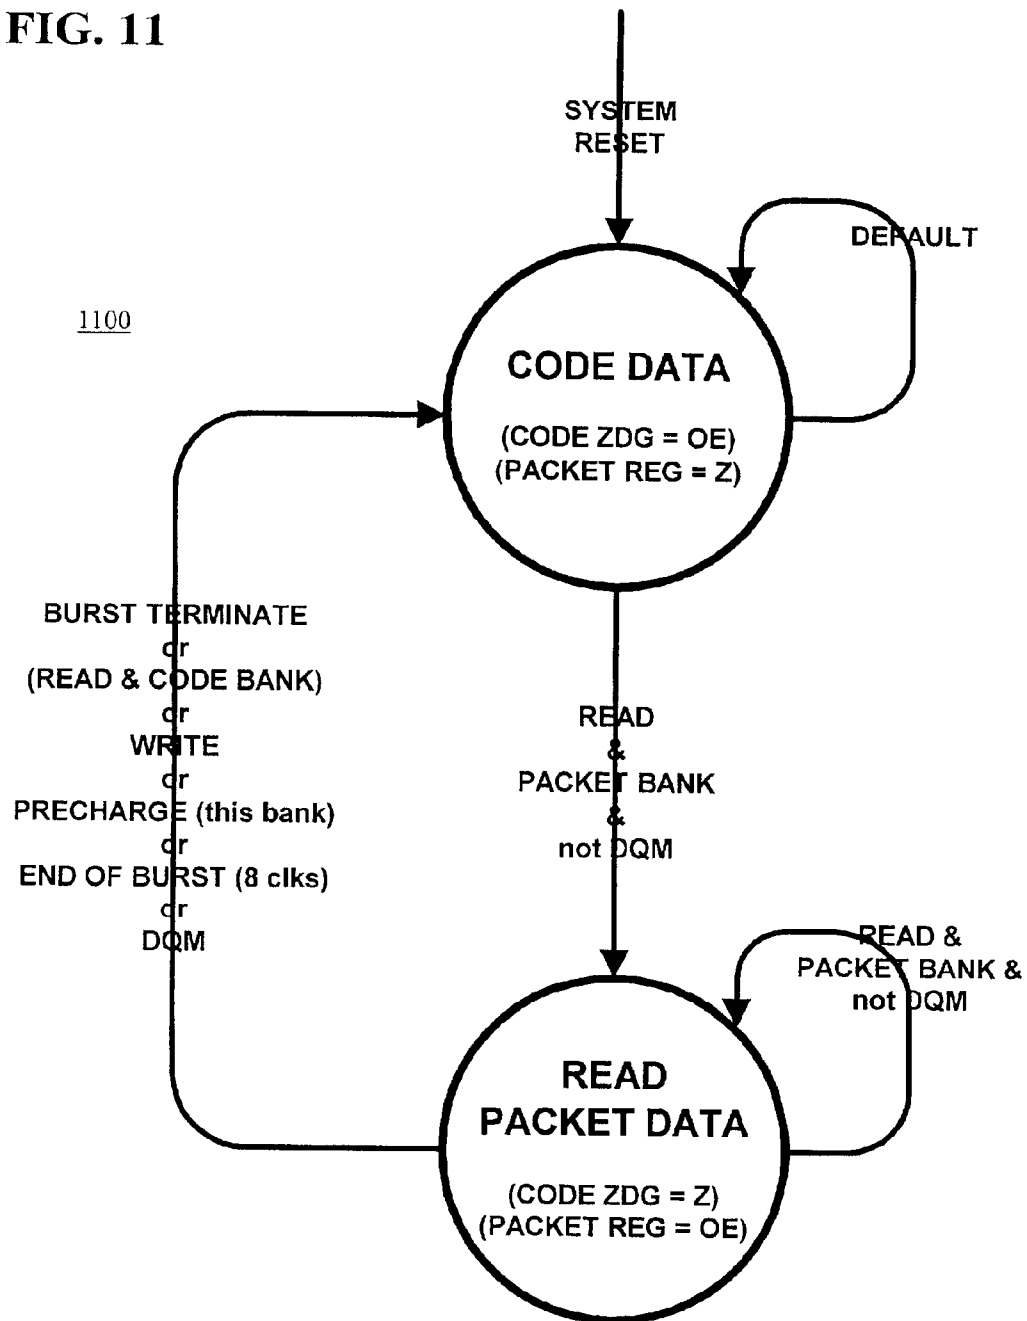 FIG. 11
SYSTEM
RESET
DEFAULT
1100
CODE DATA
(CODE ZDG = OE)
(PACKET REG = Z)
BURST TERMINATE
or
(READ & CODE BANK)
or
WRITE
or
PRECHARGE (this bank)
or
END OF BURST (8 clks)
or
DQM
READ
&
PACKET BANK
&
not DQM
READ &
PACKET BANK &
not DQM
READ
PACKET DATA
(CODE ZDG = Z)
(PACKET REG = OE)